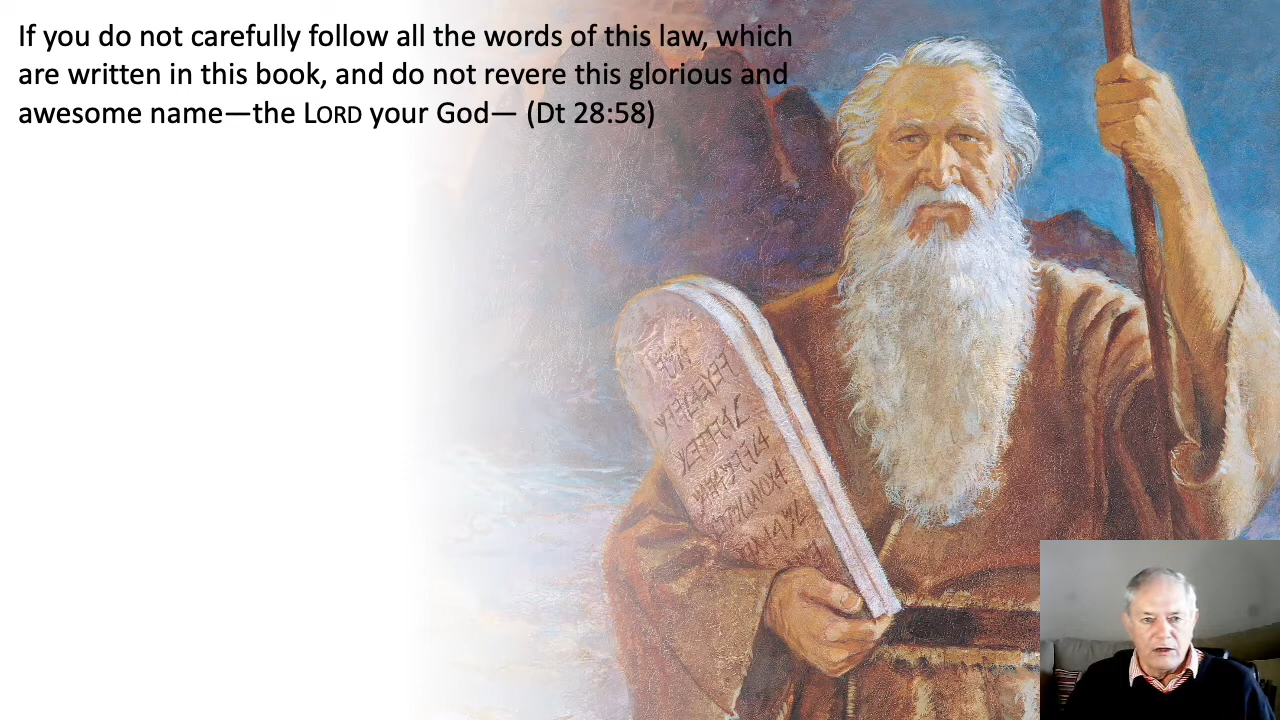 If you do not carefully follow all the words of this law, which
are written in this book, and do not revere this glorious and
awesome name—the LORD your God— (Dt 28:58)